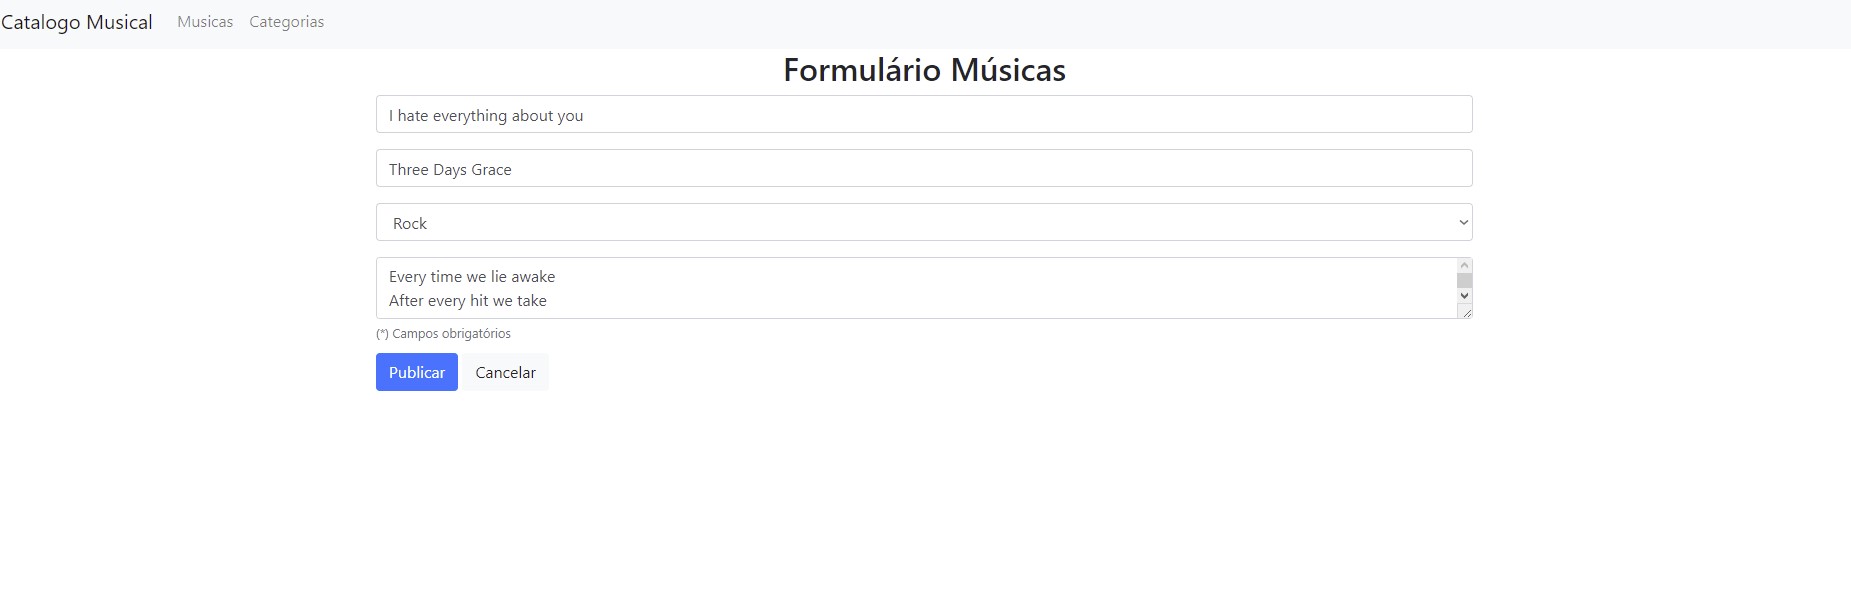 Catalogo Musical Musicas Categorias
Formulário Músicas
I hate everything about you
Three Days Grace
Rock
Every time we lie awake
After every hit we take
(*) Campos obrigatórios
Publicar Cancelar